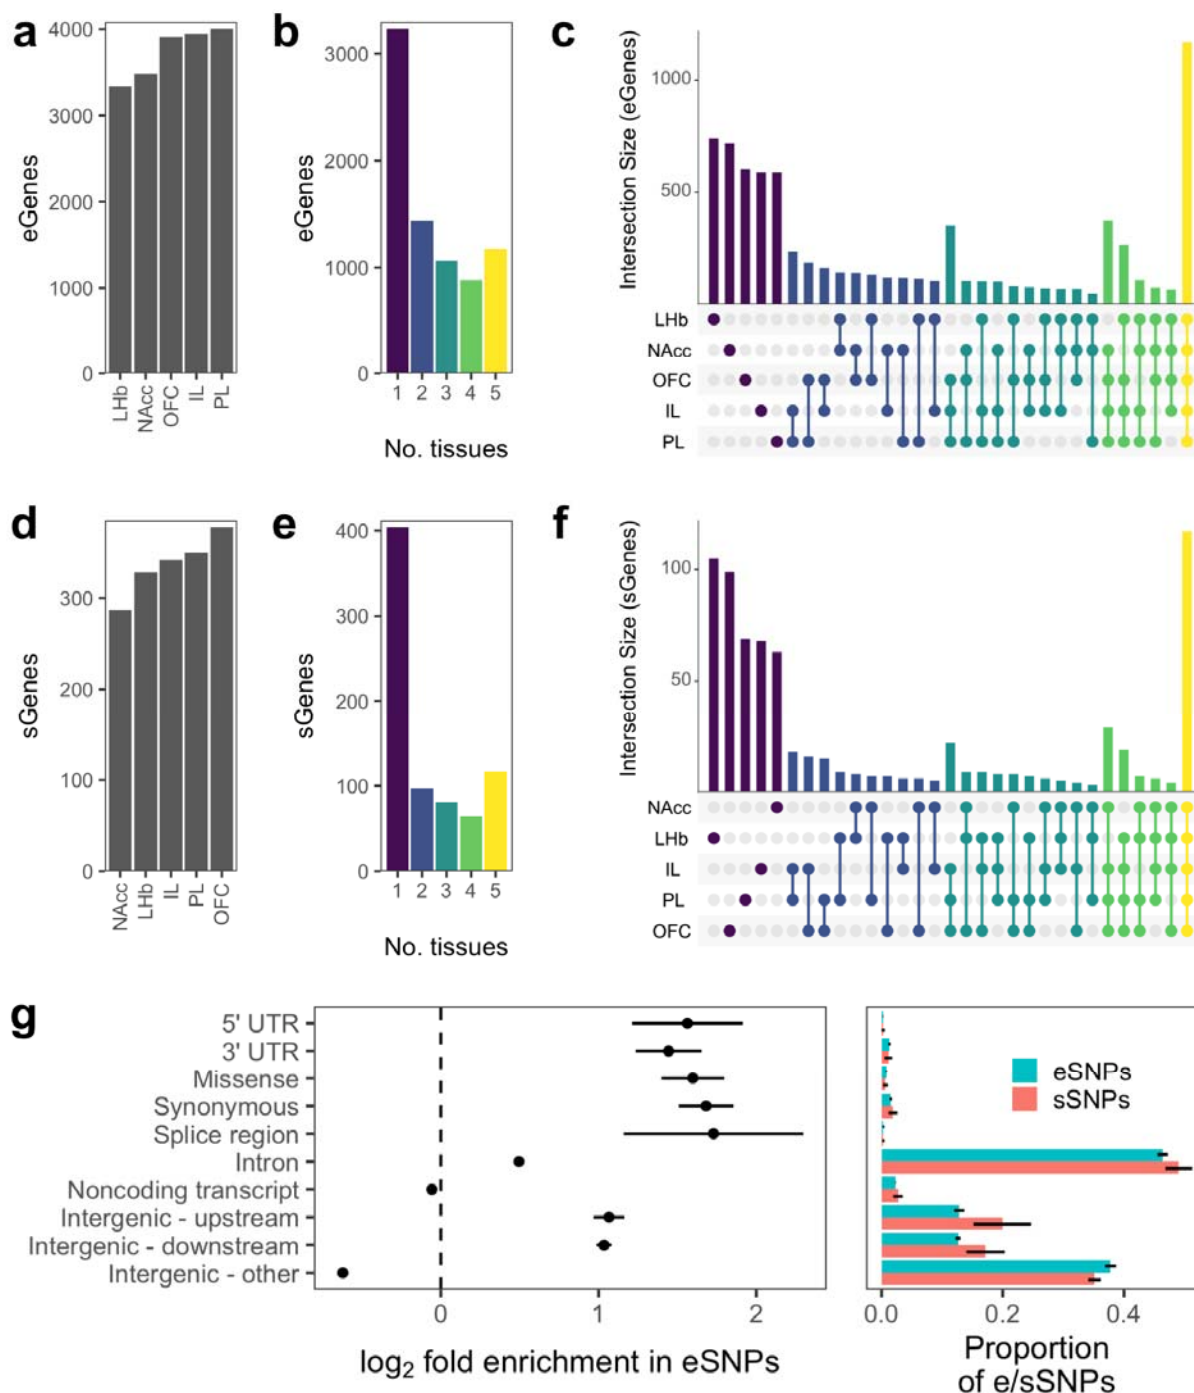 a
4000
3000
2000
1000
0
eGenes
LHb
NAcc
OFC
IL
PL
b
3000
2000
1000
0
eGenes
1 2 3 4 5
No. tissues
c
1000
500
Intersection Size (eGenes)
LHb
NAcc
OFC
IL
PL
d
300
200
100
0
sGenes
NAcc
LHb
IL
PL
OFC
e
400
300
200
100
0
sGenes
1 2 3 4 5
No. tissues
f
100
50
Intersection Size (sGenes)
NAcc
LHb
IL
PL
OFC
g
5' UTR
3' UTR
Missense
Synonymous
Splice region
Intron
Noncoding transcript
Intergenic - upstream
Intergenic - downstream
Intergenic - other
0 1 2
log₂ fold enrichment in eSNPs
eSNPs
sSNPs
0.0 0.2 0.4
Proportion
of e/sSNPs